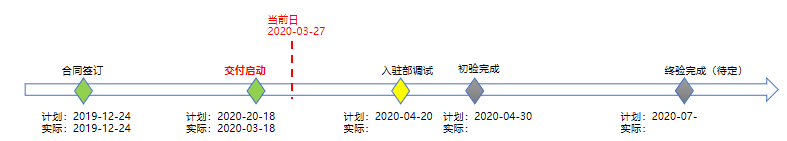 当前日
2020-03-27
合同签订
交付启动
入驻部调试
初验完成
终验完成（待定）
计划：2019-12-24
实际：2019-12-24
计划：2020-20-18
实际：2020-03-18
计划：2020-04-20
实际：
计划：2020-04-30
实际：
计划：2020-07-
实际：